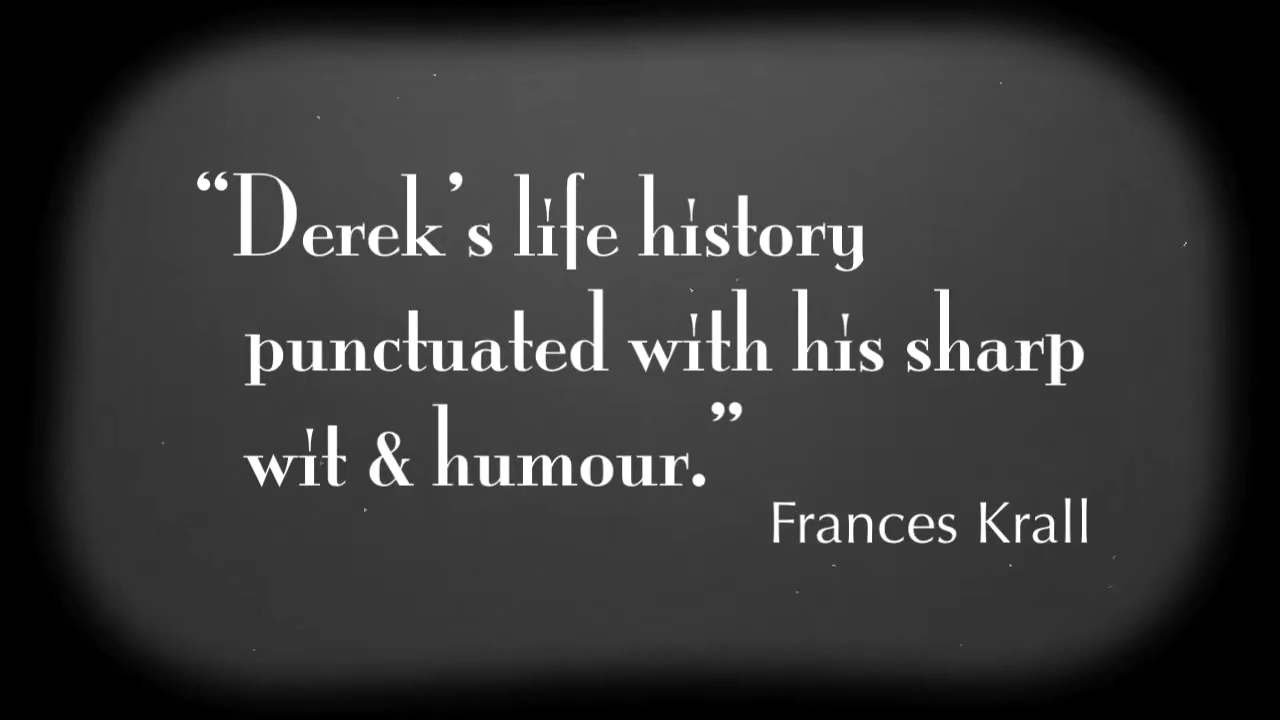 “Derek’s life history
punctuated with his sharp
wit & humour.”
Frances Krall